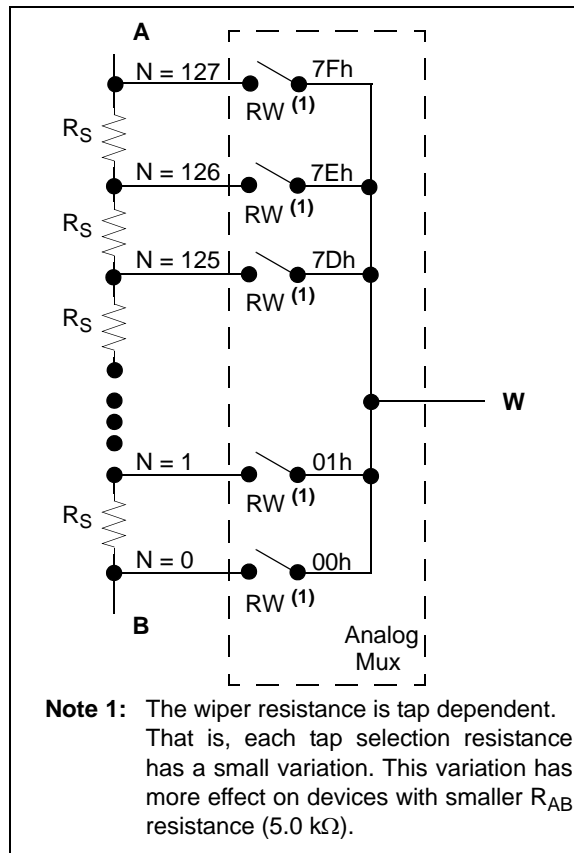 A
N = 127
7Fh
RW (1)
RS
N = 126
7Eh
RW (1)
RS
N = 125
7Dh
RW (1)
RS
W
N = 1
01h
RW (1)
RS
N = 0
00h
RW (1)
B
Analog
Mux
Note 1: The wiper resistance is tap dependent.
That is, each tap selection resistance
has a small variation. This variation has
more effect on devices with smaller RAB
resistance (5.0 kΩ).